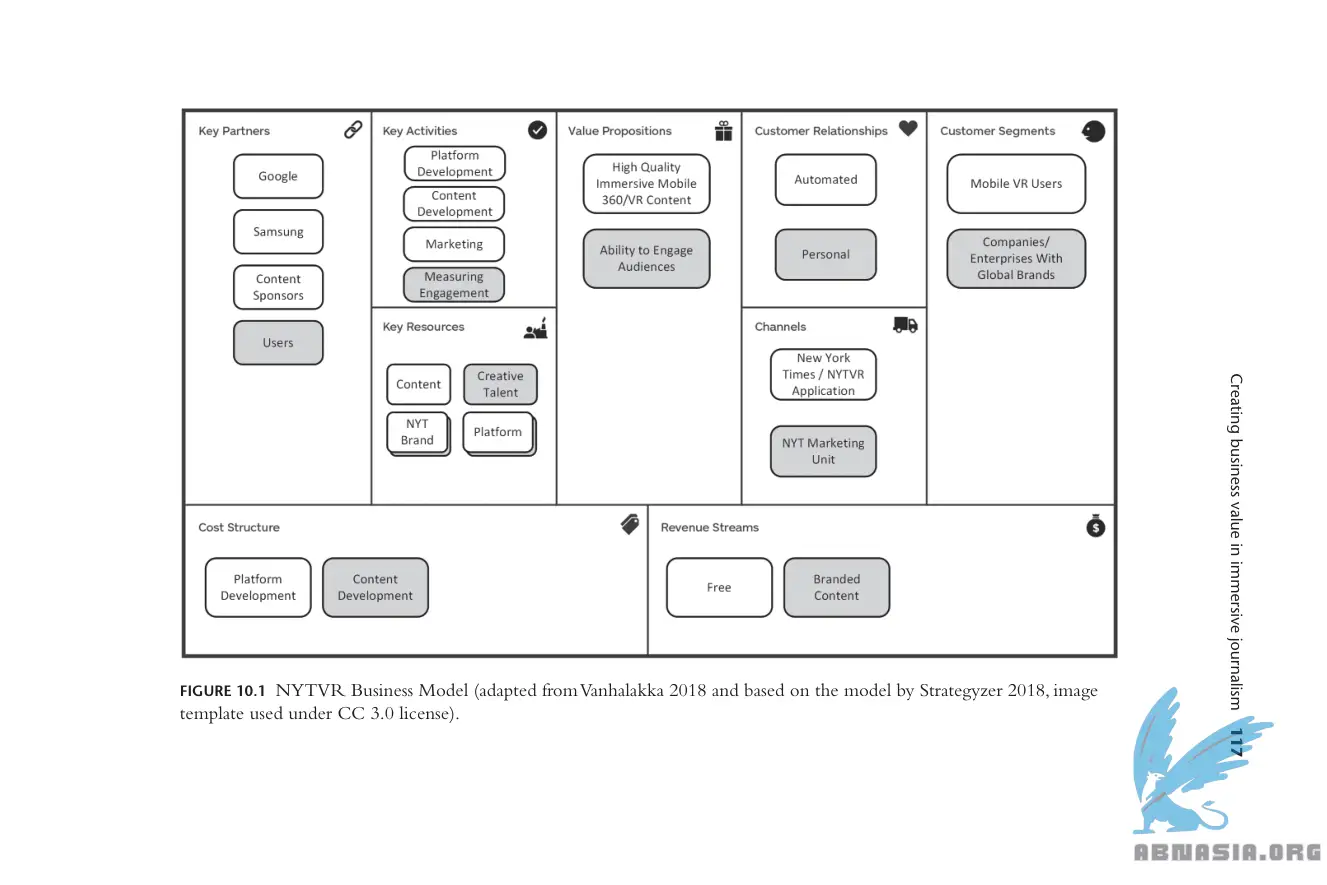 Key Partners
Google
Samsung
Content
Sponsors
Users
Key Activities
Platform
Development
Content
Development
Marketing
Measuring
Engagement
Key Resources
Content
Creative
Talent
NYT
Brand
Platform
Value Propositions
High Quality
Immersive Mobile
360/VR Content
Ability to Engage
Audiences
Customer Relationships
Automated
Personal
Channels
New York
Times / NYTVR
Application
NYT Marketing
Unit
Customer Segments
Mobile VR Users
Companies/
Enterprises With
Global Brands
Cost Structure
Platform
Development
Content
Development
Revenue Streams
$
Free
Branded
Content
FIGURE 10.1 NYTVR Business Model (adapted from Vanhalakka 2018 and based on the model by Strategyzer 2018, image
template used under CC 3.0 license).
Creating business value in immersive journalism 117
ABNASIA.ORG